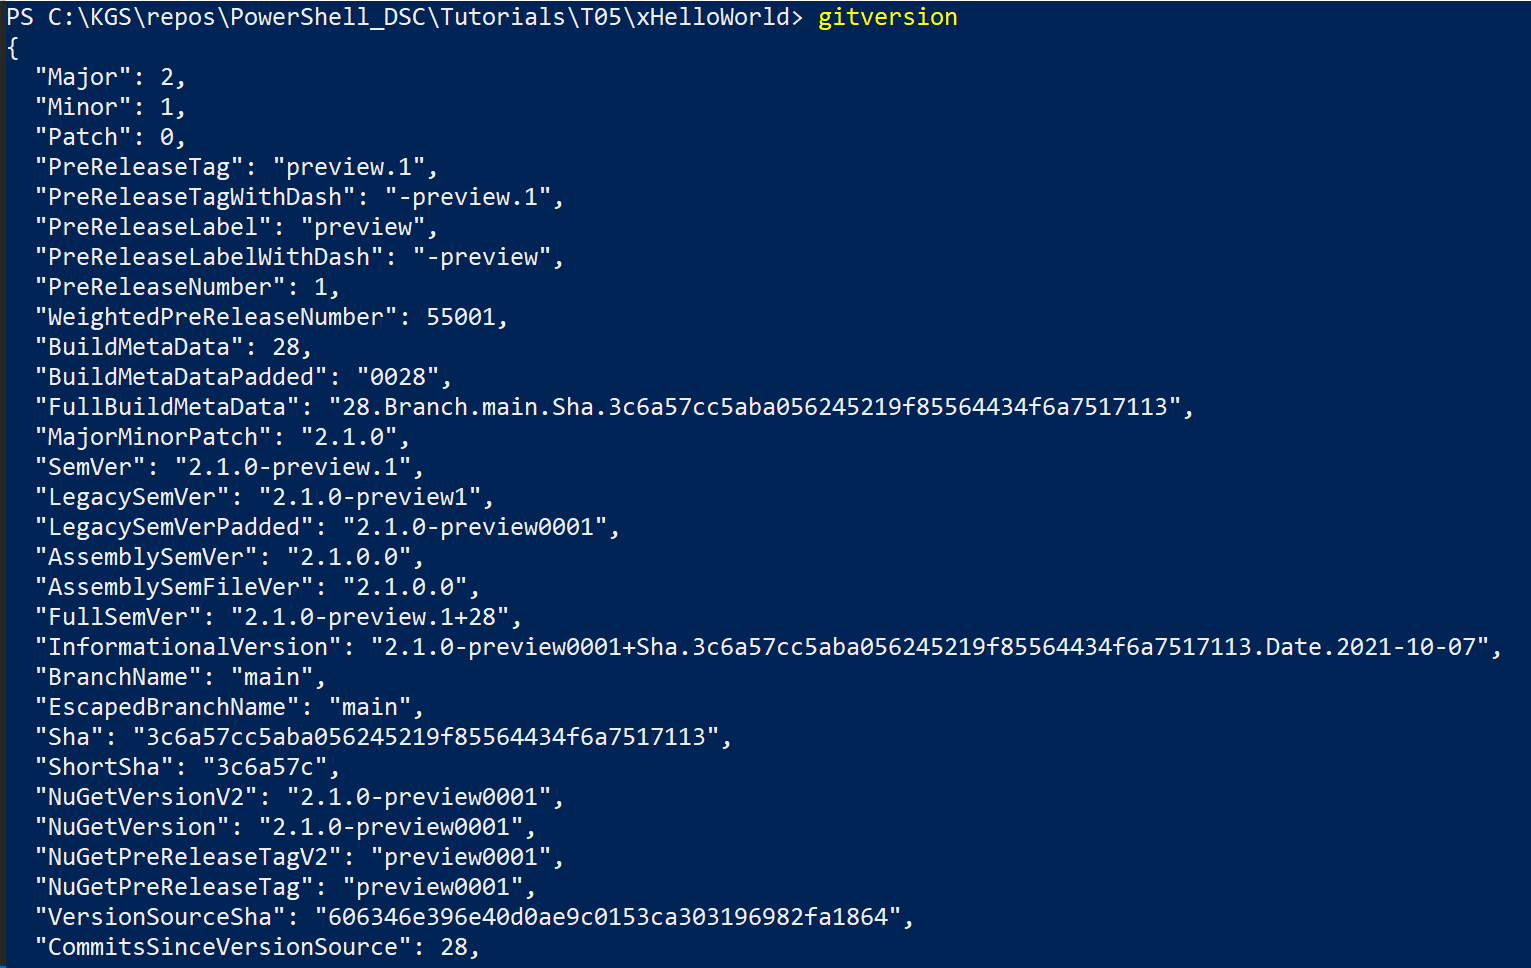 PS C:\KGS\repos\PowerShell_DSC\Tutorials\T05\xHelloWorld> gitversion
{
  "Major": 2,
  "Minor": 1,
  "Patch": 0,
  "PreReleaseTag": "preview.1",
  "PreReleaseTagWithDash": "-preview.1",
  "PreReleaseLabel": "preview",
  "PreReleaseLabelWithDash": "-preview",
  "PreReleaseNumber": 1,
  "WeightedPreReleaseNumber": 55001,
  "BuildMetaData": 28,
  "BuildMetaDataPadded": "0028",
  "FullBuildMetaData": "28.Branch.main.Sha.3c6a57cc5aba056245219f85564434f6a7517113",
  "MajorMinorPatch": "2.1.0",
  "SemVer": "2.1.0-preview.1",
  "LegacySemVer": "2.1.0-preview1",
  "LegacySemVerPadded": "2.1.0-preview0001",
  "AssemblySemVer": "2.1.0.0",
  "AssemblySemFileVer": "2.1.0.0",
  "FullSemVer": "2.1.0-preview.1+28",
  "InformationalVersion": "2.1.0-preview0001+Sha.3c6a57cc5aba056245219f85564434f6a7517113.Date.2021-10-07",
  "BranchName": "main",
  "EscapedBranchName": "main",
  "Sha": "3c6a57cc5aba056245219f85564434f6a7517113",
  "ShortSha": "3c6a57c",
  "NuGetVersionV2": "2.1.0-preview0001",
  "NuGetVersion": "2.1.0-preview0001",
  "NuGetPreReleaseTagV2": "preview0001",
  "NuGetPreReleaseTag": "preview0001",
  "VersionSourceSha": "606346e396e40d0ae9c0153ca303196982fa1864",
  "CommitsSinceVersionSource": 28,